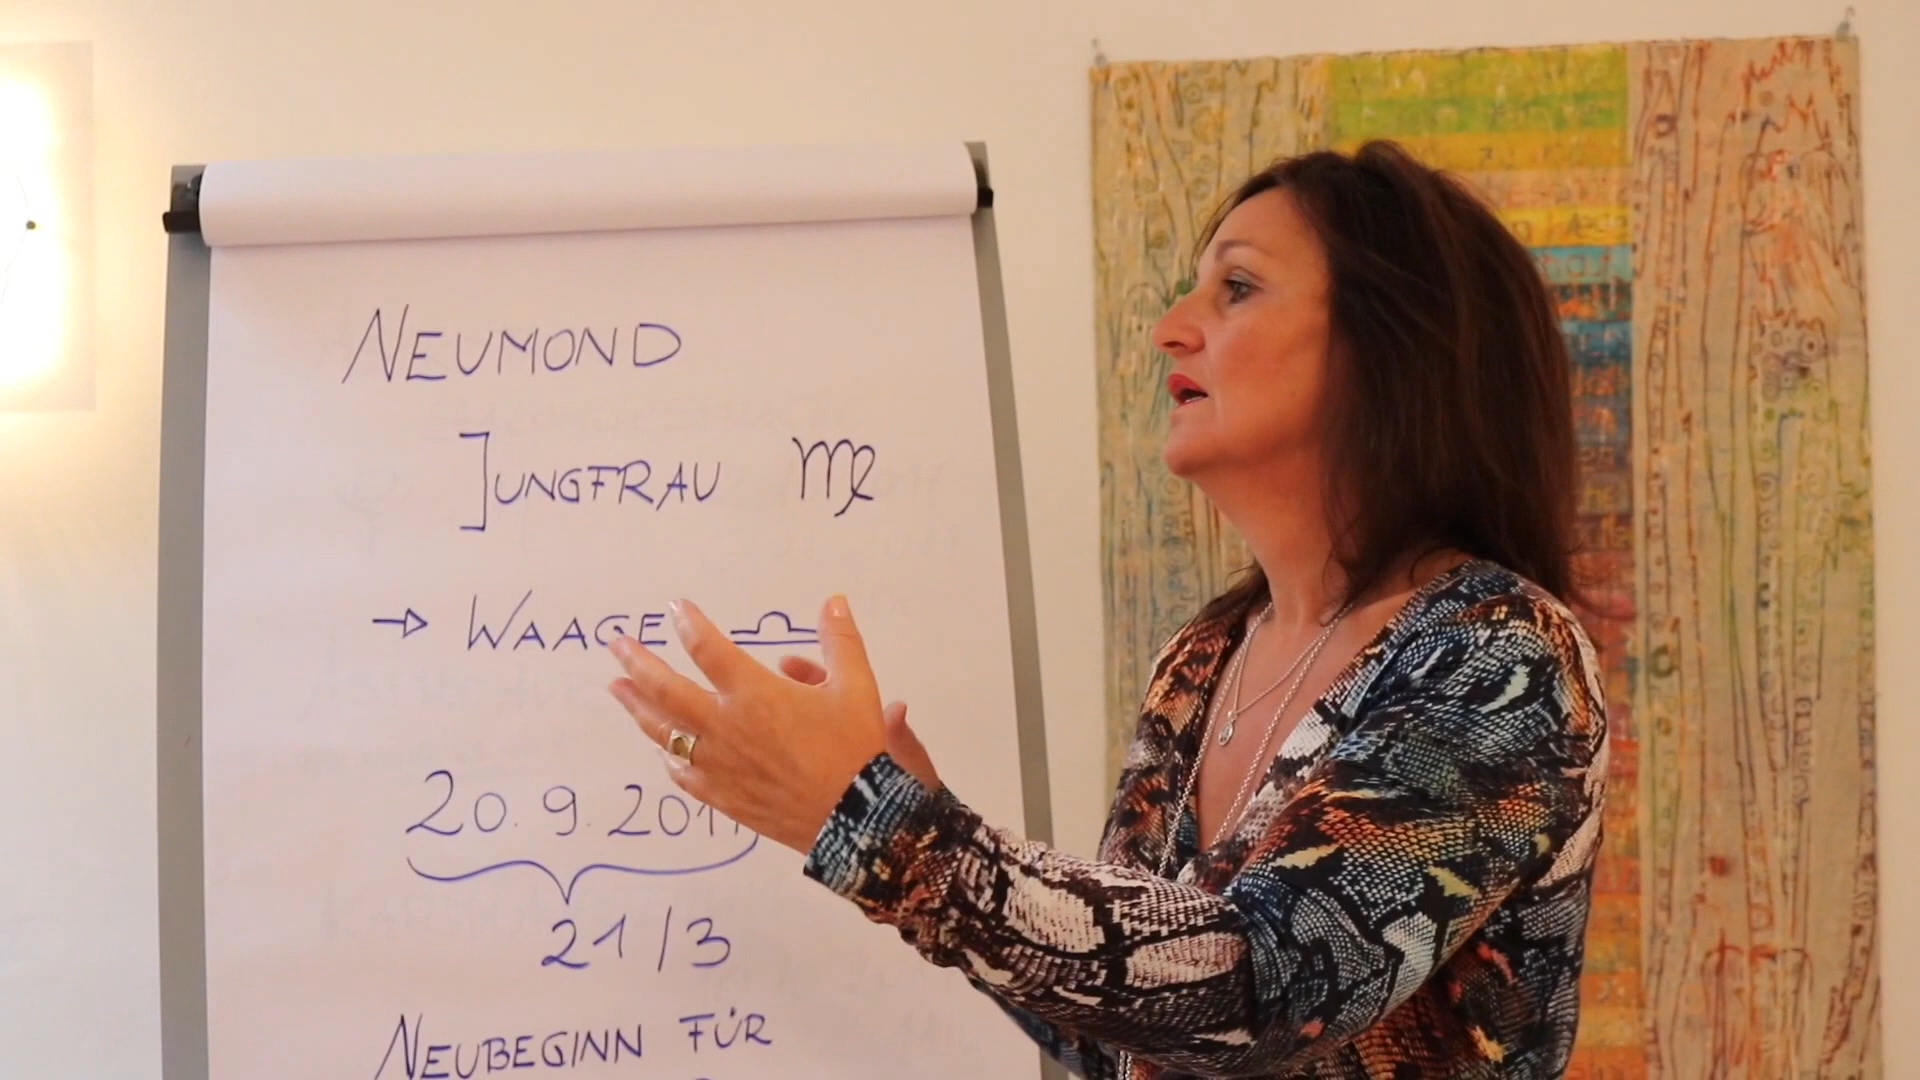 NEUMOND
JUNGFRAU ♍
→ WAAGE ♎
20.9.2017
21/3
NEUBEGINN FÜR